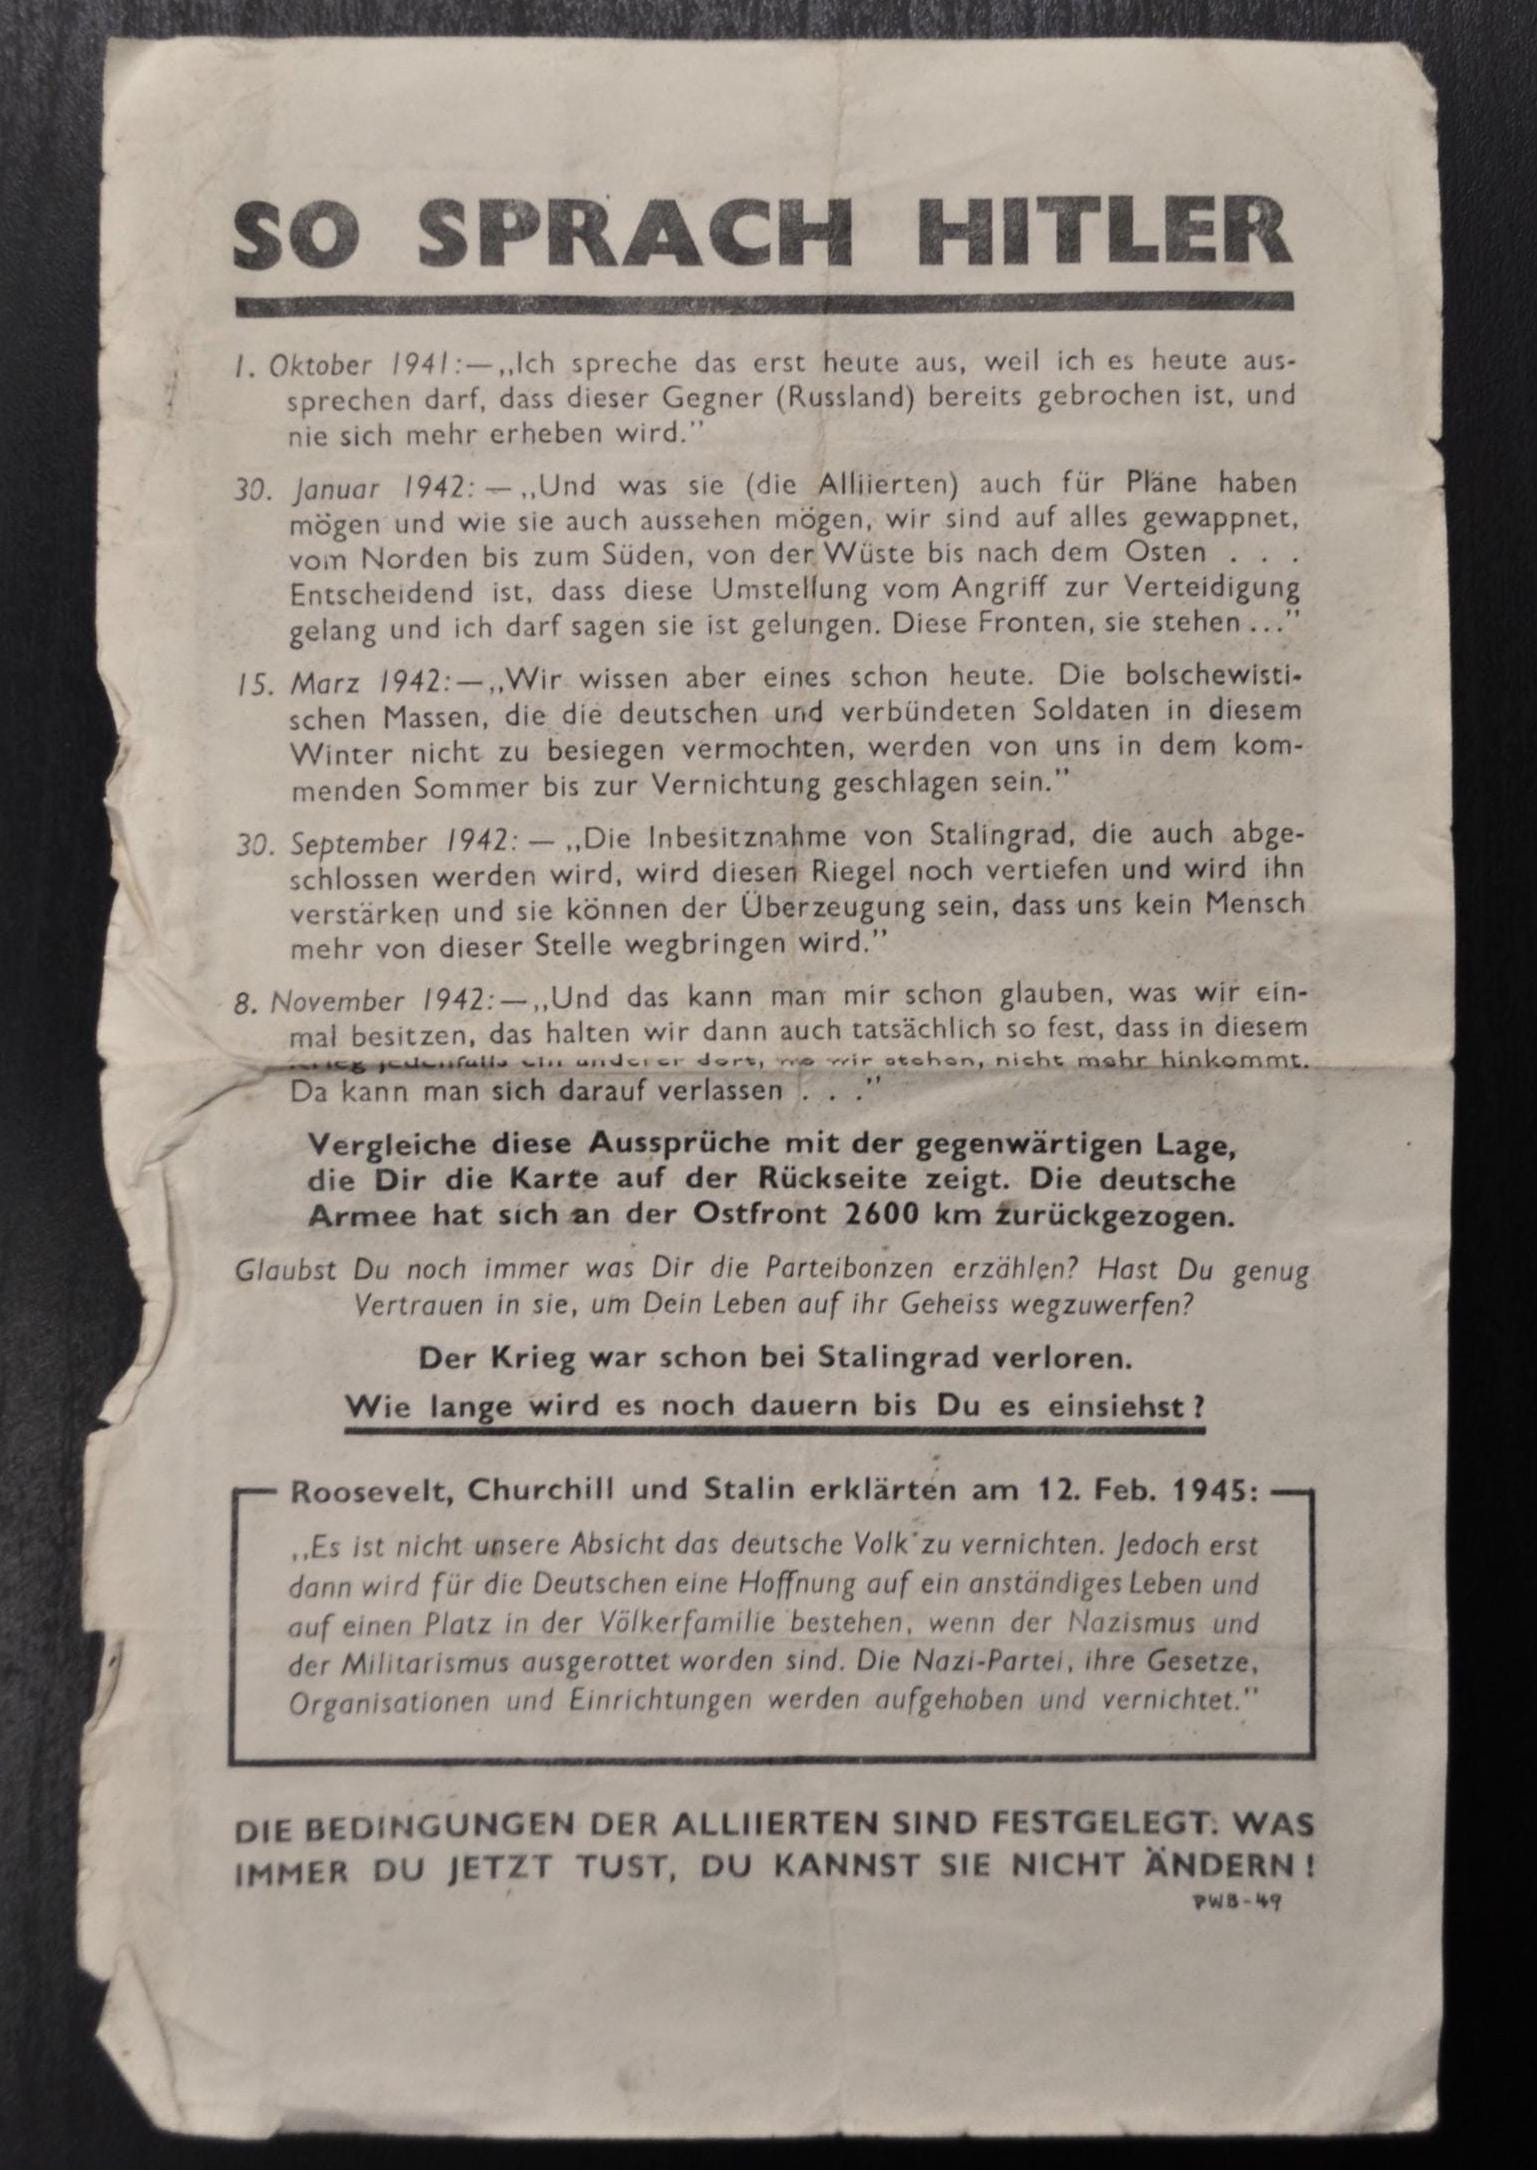 SO SPRACH HITLER
1. Oktober 1941:—„Ich spreche das erst heute aus, weil ich es heute aus-
sprechen darf, dass dieser Gegner (Russland) bereits gebrochen ist, und
nie sich mehr erheben wird.”
30. Januar 1942: — „Und was sie (die Alliierten) auch für Pläne haben
mögen und wie sie auch aussehen mögen, wir sind auf alles gewappnet,
vom Norden bis zum Süden, von der Wüste bis nach dem Osten . . .
Entscheidend ist, dass diese Umstellung vom Angriff zur Verteidigung
gelang und ich darf sagen sie ist gelungen. Diese Fronten, sie stehen ...”
15. Marz 1942:—„Wir wissen aber eines schon heute. Die bolschewisti-
schen Massen, die die deutschen und verbündeten Soldaten in diesem
Winter nicht zu besiegen vermochten, werden von uns in dem kom-
menden Sommer bis zur Vernichtung geschlagen sein.”
30. September 1942: — „Die Inbesitznahme von Stalingrad, die auch abge-
schlossen werden wird, wird diesen Riegel noch vertiefen und wird ihn
verstärken und sie können der Überzeugung sein, dass uns kein Mensch
mehr von dieser Stelle wegbringen wird.”
8. November 1942:—„Und das kann man mir schon glauben, was wir ein-
mal besitzen, das halten wir dann auch tatsächlich so fest, dass in diesem
jedenfalls ein anderer dort, wo wir stehen, nicht mehr hinkommt.
Da kann man sich darauf verlassen . . .”
Vergleiche diese Aussprüche mit der gegenwärtigen Lage,
die Dir die Karte auf der Rückseite zeigt. Die deutsche
Armee hat sich an der Ostfront 2600 km zurückgezogen.
Glaubst Du noch immer was Dir die Parteibonzen erzählen? Hast Du genug
Vertrauen in sie, um Dein Leben auf ihr Geheiss wegzuwerfen?
Der Krieg war schon bei Stalingrad verloren.
Wie lange wird es noch dauern bis Du es einsiehst?
Roosevelt, Churchill und Stalin erklärten am 12. Feb. 1945:
„Es ist nicht unsere Absicht das deutsche Volk zu vernichten. Jedoch erst
dann wird für die Deutschen eine Hoffnung auf ein anständiges Leben und
auf einen Platz in der Völkerfamilie bestehen, wenn der Nazismus und
der Militarismus ausgerottet worden sind. Die Nazi-Partei, ihre Gesetze,
Organisationen und Einrichtungen werden aufgehoben und vernichtet.”
DIE BEDINGUNGEN DER ALLIIERTEN SIND FESTGELEGT. WAS
IMMER DU JETZT TUST, DU KANNST SIE NICHT ÄNDERN!
PWB-49